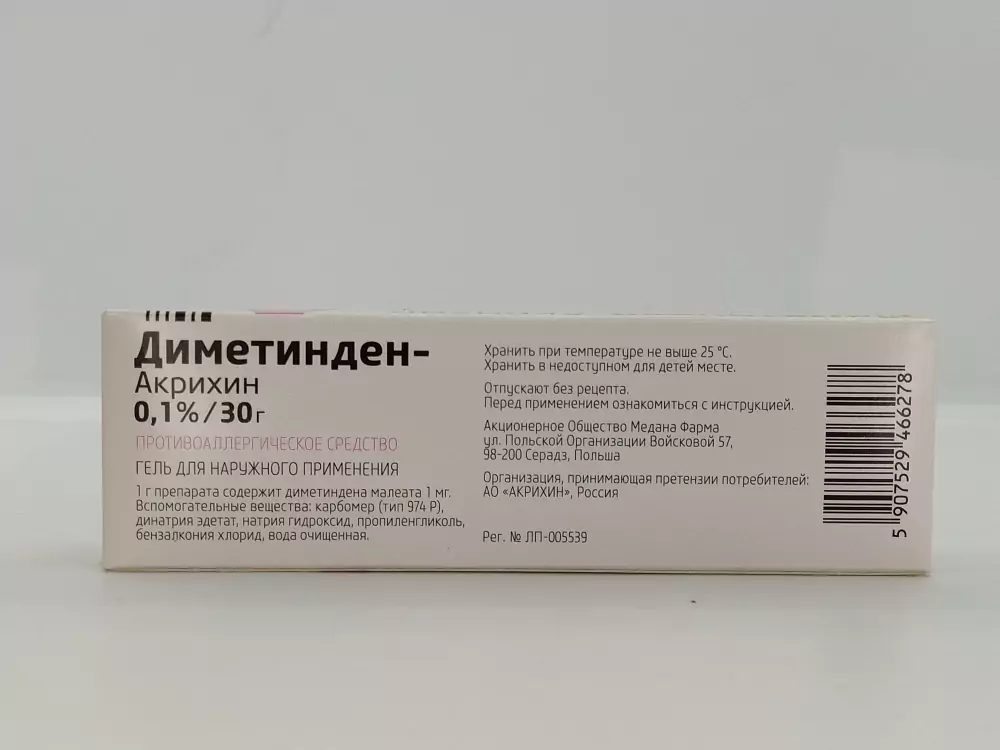 Диметинден-
Акрихин
0,1%/30г
ПРОТИВОАЛЛЕРГИЧЕСКОЕ СРЕДСТВО
ГЕЛЬ ДЛЯ НАРУЖНОГО ПРИМЕНЕНИЯ
1 г препарата содержит диметиндена малеата 1 мг.
Вспомогательные вещества: карбомер (тип 974 Р),
динатрия эдетат, натрия гидроксид, пропиленгликоль,
бензалкония хлорид, вода очищенная.
Хранить при температуре не выше 25 °С.
Хранить в недоступном для детей месте.
Отпускают без рецепта.
Перед применением ознакомиться с инструкцией.
Акционерное Общество Медана Фарма
ул. Польской Организации Войсковой 57,
98-200 Серадз, Польша
Организация, принимающая претензии потребителей:
АО «АКРИХИН», Россия
Рег. № ЛП-005539
5 907529 466278